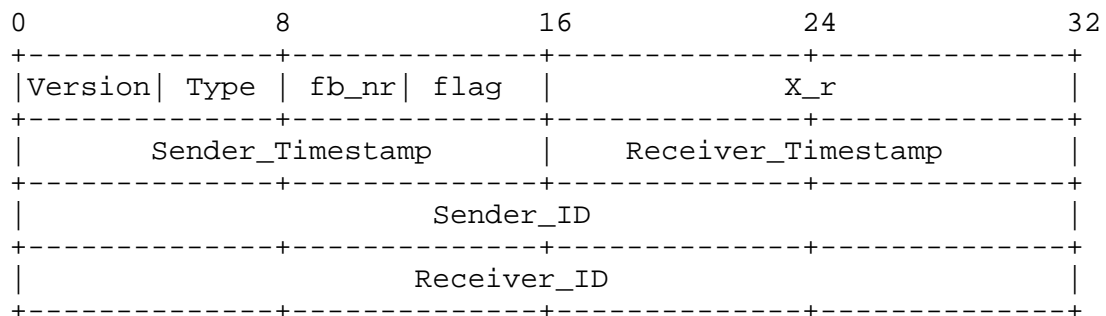 0 8 16 24 32
+--------------+--------------+--------------+--------------+
|Version| Type | fb_nr| flag | X_r |
+--------------+--------------+--------------+--------------+
| Sender_Timestamp | Receiver_Timestamp |
+--------------+--------------+--------------+--------------+
| Sender_ID |
+--------------+--------------+--------------+--------------+
| Receiver_ID |
+--------------+--------------+--------------+--------------+